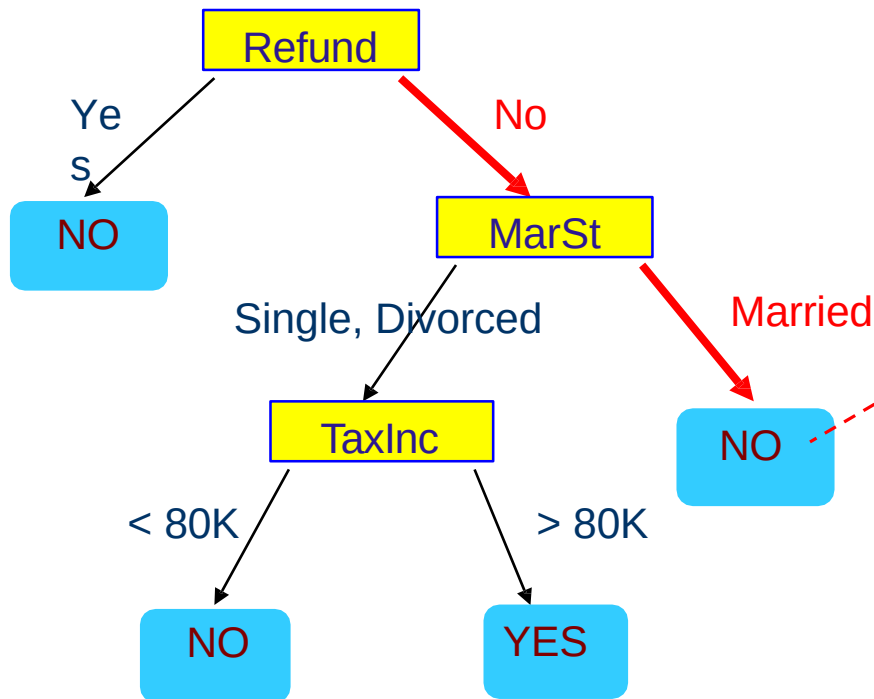 Refund
Ye
s
No
NO
MarSt
Single, Divorced
Married
TaxInc
NO
< 80K
> 80K
NO
YES